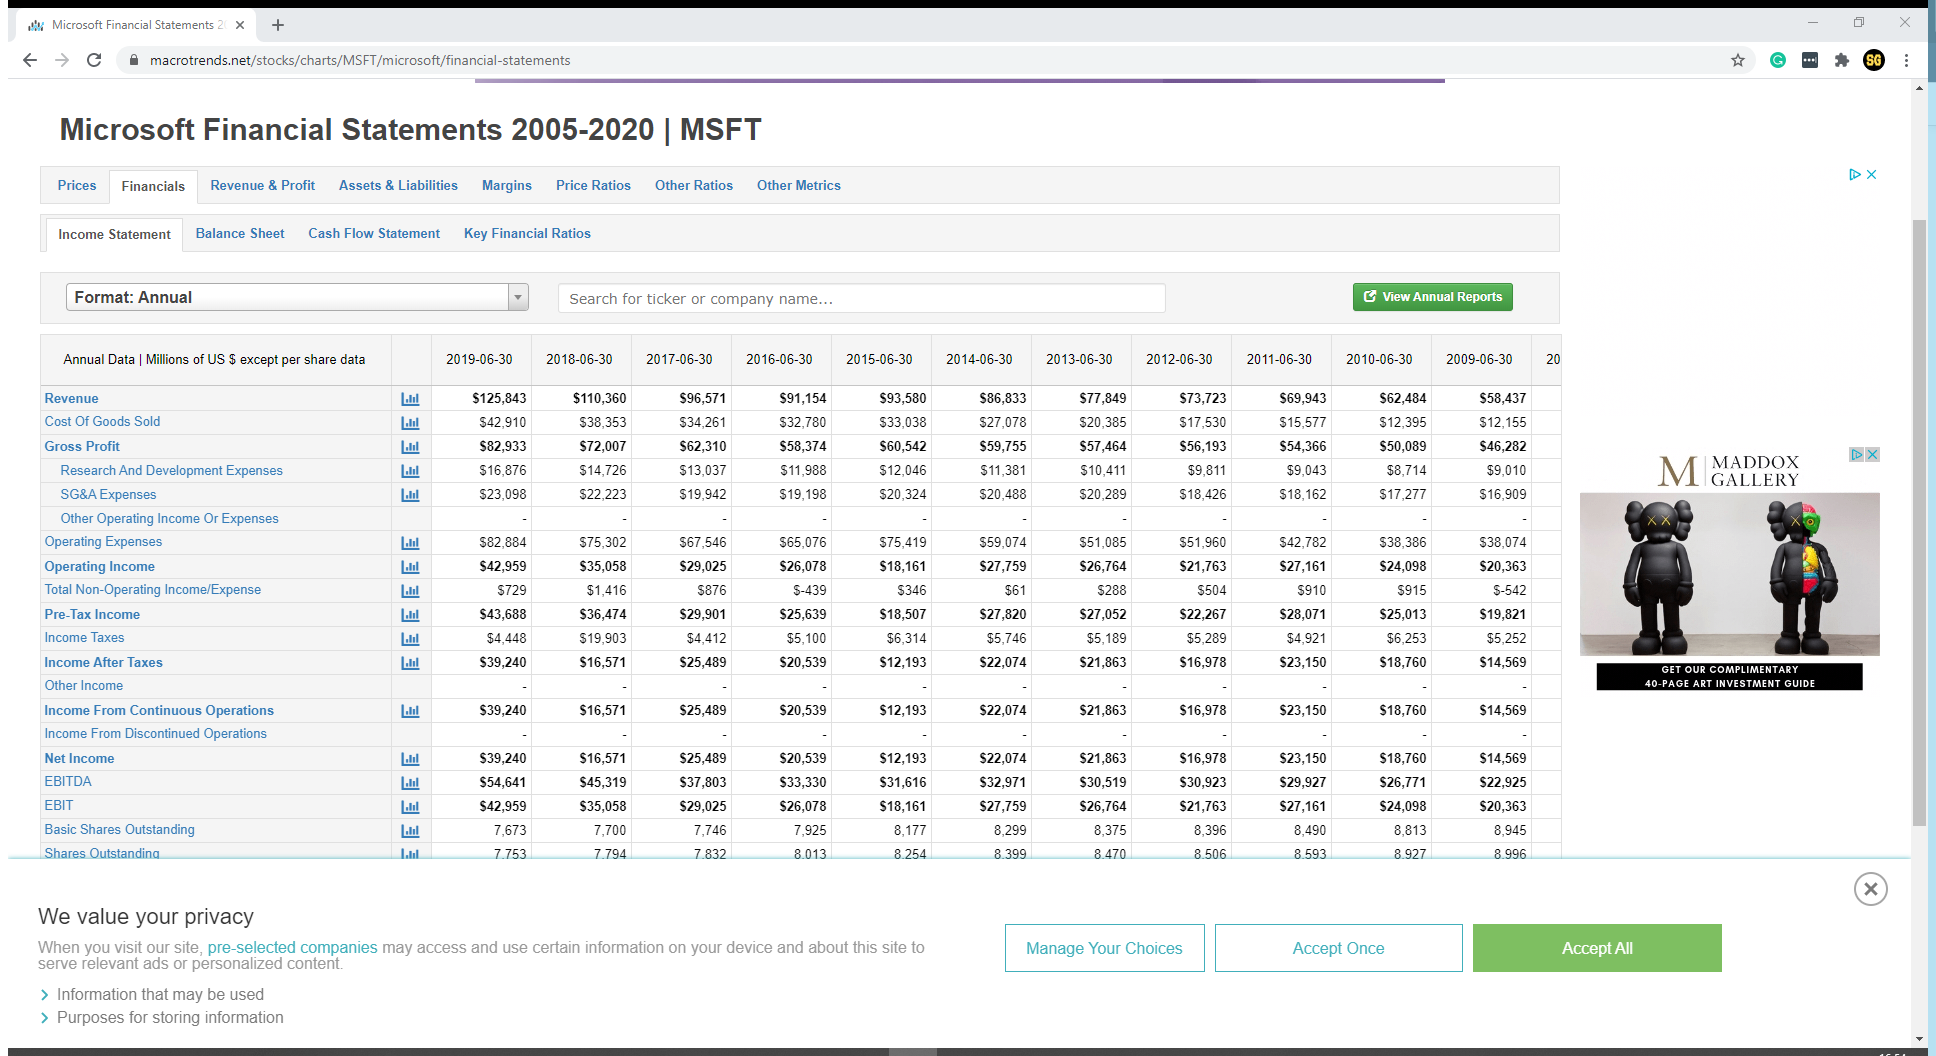 Microsoft Financial Statements 20
macrotrends.net/stocks/charts/MSFT/microsoft/financial-statements
SG
Microsoft Financial Statements 2005-2020 | MSFT
Prices Financials Revenue & Profit Assets & Liabilities Margins Price Ratios Other Ratios Other Metrics
Income Statement Balance Sheet Cash Flow Statement Key Financial Ratios
Format: Annual Search for ticker or company name... View Annual Reports
Annual Data | Millions of US $ except per share data 2019-06-30 2018-06-30 2017-06-30 2016-06-30 2015-06-30 2014-06-30 2013-06-30 2012-06-30 2011-06-30 2010-06-30 2009-06-30 20
Revenue $125,843 $110,360 $96,571 $91,154 $93,580 $86,833 $77,849 $73,723 $69,943 $62,484 $58,437
Cost Of Goods Sold $42,910 $38,353 $34,261 $32,780 $33,038 $27,078 $20,385 $17,530 $15,577 $12,395 $12,155
Gross Profit $82,933 $72,007 $62,310 $58,374 $60,542 $59,755 $57,464 $56,193 $54,366 $50,089 $46,282
Research And Development Expenses $16,876 $14,726 $13,037 $11,988 $12,046 $11,381 $10,411 $9,811 $9,043 $8,714 $9,010
SG&A Expenses $23,098 $22,223 $19,942 $19,198 $20,324 $20,488 $20,289 $18,426 $18,162 $17,277 $16,909
Other Operating Income Or Expenses - - - - - - - - - - -
Operating Expenses $82,884 $75,302 $67,546 $65,076 $75,419 $59,074 $51,085 $51,960 $42,782 $38,386 $38,074
Operating Income $42,959 $35,058 $29,025 $26,078 $18,161 $27,759 $26,764 $21,763 $27,161 $24,098 $20,363
Total Non-Operating Income/Expense $729 $1,416 $876 $-439 $346 $61 $288 $504 $910 $915 $-542
Pre-Tax Income $43,688 $36,474 $29,901 $25,639 $18,507 $27,820 $27,052 $22,267 $28,071 $25,013 $19,821
Income Taxes $4,448 $19,903 $4,412 $5,100 $6,314 $5,746 $5,189 $5,289 $4,921 $6,253 $5,252
Income After Taxes $39,240 $16,571 $25,489 $20,539 $12,193 $22,074 $21,863 $16,978 $23,150 $18,760 $14,569
Other Income - - - - - - - - - - -
Income From Continuous Operations $39,240 $16,571 $25,489 $20,539 $12,193 $22,074 $21,863 $16,978 $23,150 $18,760 $14,569
Income From Discontinued Operations - - - - - - - - - - -
Net Income $39,240 $16,571 $25,489 $20,539 $12,193 $22,074 $21,863 $16,978 $23,150 $18,760 $14,569
EBITDA $54,641 $45,319 $37,803 $33,330 $31,616 $32,971 $30,519 $30,923 $29,927 $26,771 $22,925
EBIT $42,959 $35,058 $29,025 $26,078 $18,161 $27,759 $26,764 $21,763 $27,161 $24,098 $20,363
Basic Shares Outstanding 7,673 7,700 7,746 7,925 8,177 8,299 8,375 8,396 8,490 8,813 8,945
Shares Outstanding 7,753 7,794 7,832 8,013 8,254 8,399 8,470 8,506 8,593 8,927 8,996
M MADDOX
GALLERY
GET OUR COMPLIMENTARY
40-PAGE ART INVESTMENT GUIDE
We value your privacy
When you visit our site, pre-selected companies may access and use certain information on your device and about this site to
serve relevant ads or personalized content.
Information that may be used
Purposes for storing information
Manage Your Choices Accept Once Accept All